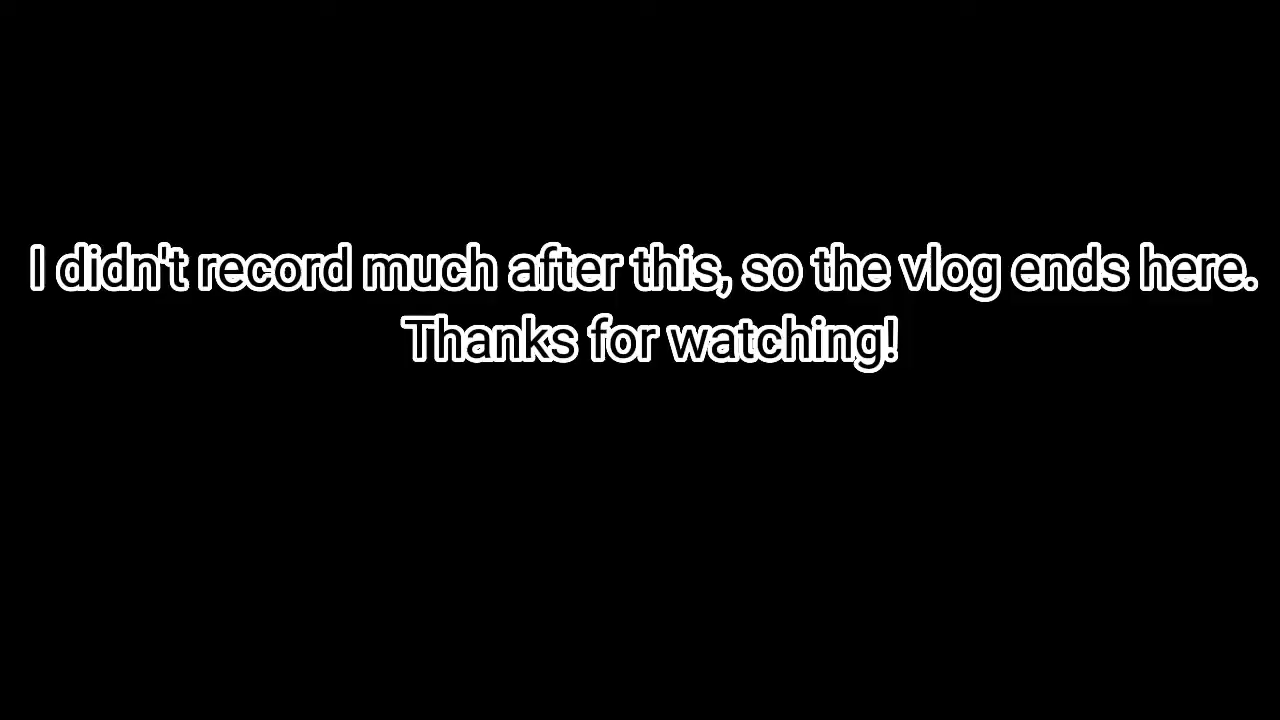 I didn't record much after this, so the vlog ends here.
Thanks for watching!